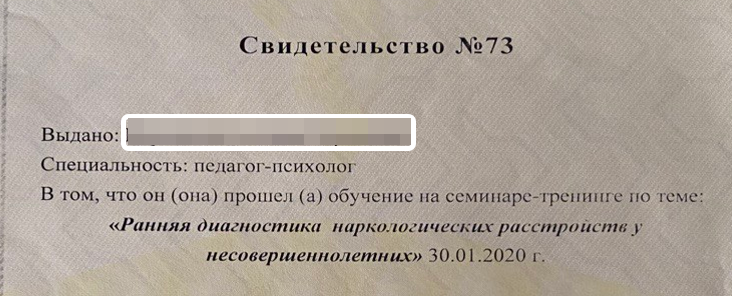 Свидетельство №73
Выдано:
Специальность: педагог-психолог
В том, что он (она) прошел (а) обучение на семинаре-тренинге по теме:
«Ранняя диагностика наркологических расстройств у
несовершеннолетних» 30.01.2020 г.